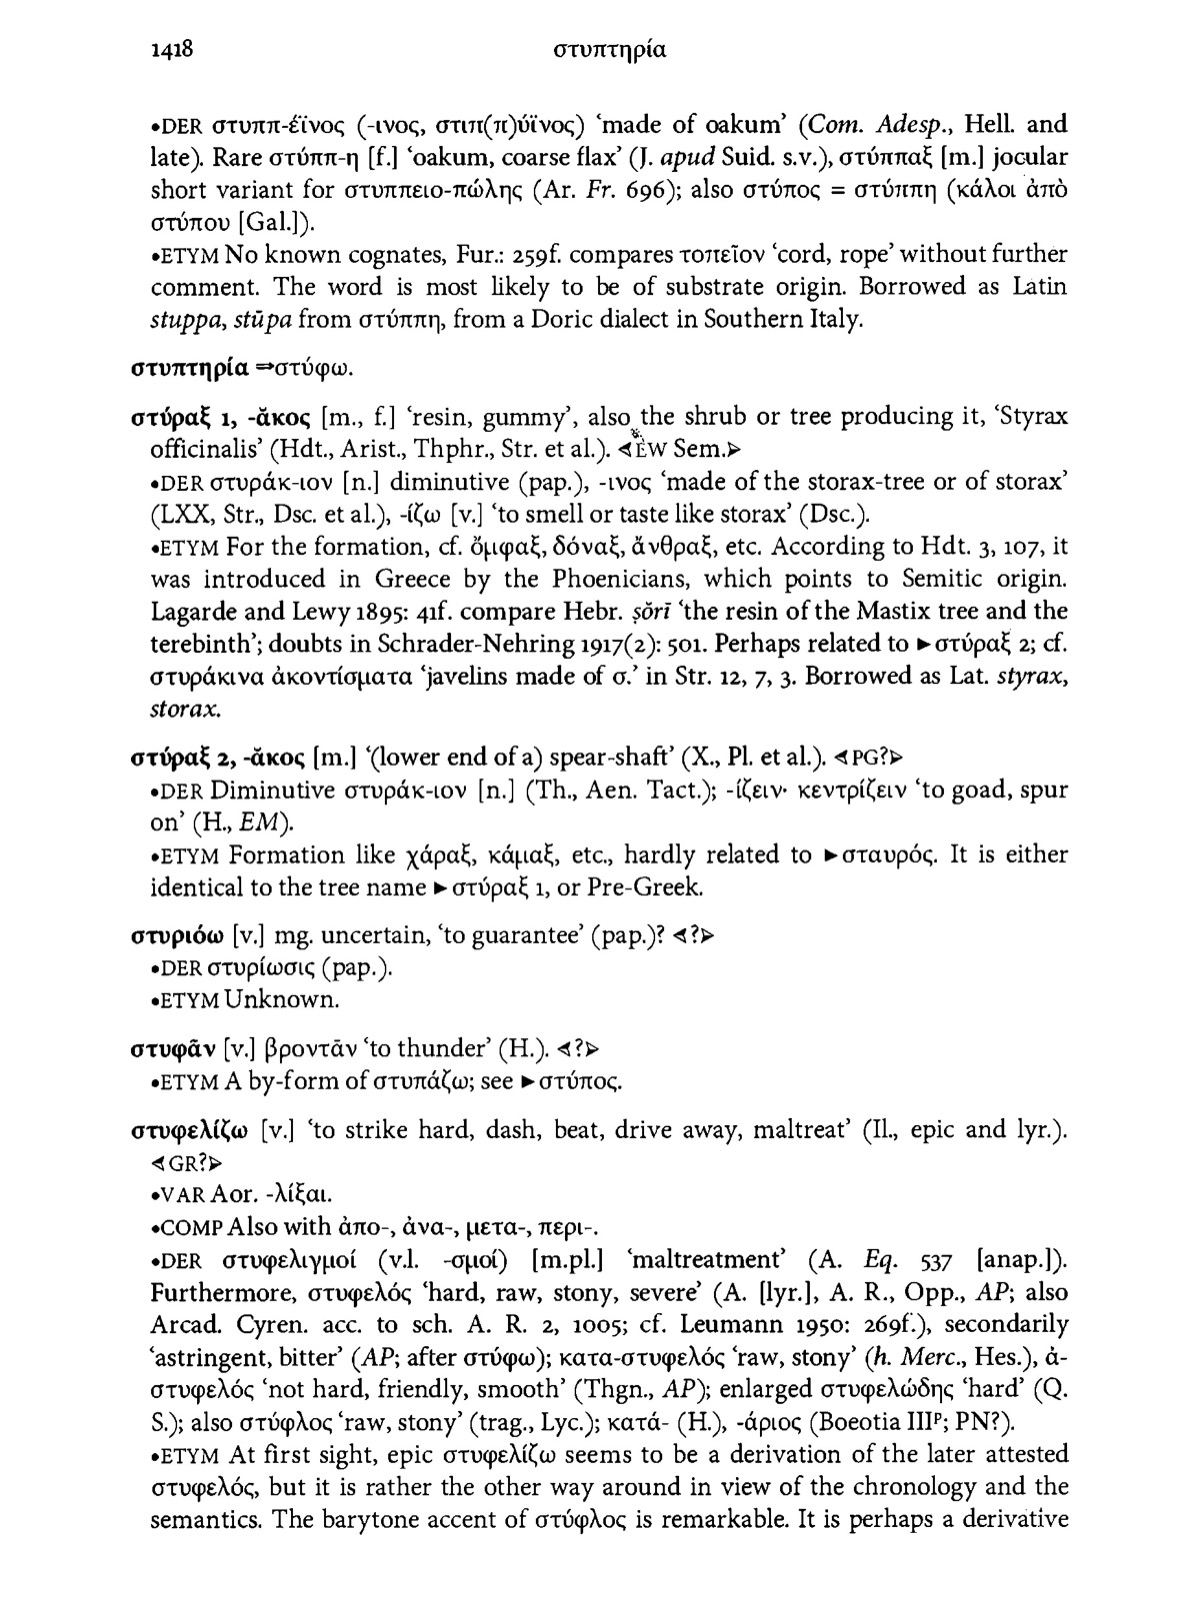 1418 στυπτηρία
•DER στυππ-έϊνος (-ινος, στιπ(π)ύϊνος) ‘made of oakum’ (Com. Adesp., Hell. and
late). Rare στύππ-η [f.] ‘oakum, coarse flax’ (J. apud Suid. s.v.), στύππαξ [m.] jocular
short variant for στυππειο-πώλης (Ar. Fr. 696); also στύπος = στύππη (κάλοι ἀπὸ
στύπου [Gal.]).
•ETYM No known cognates, Fur.: 259f. compares τοπεῖον ‘cord, rope’ without further
comment. The word is most likely to be of substrate origin. Borrowed as Latin
stuppa, stūpa from στύππη, from a Doric dialect in Southern Italy.
στυπτηρία ⇒στύφω.
στύραξ 1, -ᾰκος [m., f.] ‘resin, gummy’, also the shrub or tree producing it, ‘Styrax
officinalis’ (Hdt., Arist., Thphr., Str. et al.). ⊲EW Sem.⊳
•DER στυράκ-ιον [n.] diminutive (pap.), -ινος ‘made of the storax-tree or of storax’
(LXX, Str., Dsc. et al.), -ίζω [v.] ‘to smell or taste like storax’ (Dsc.).
•ETYM For the formation, cf. ὄμφαξ, δόναξ, ἄνθραξ, etc. According to Hdt. 3, 107, it
was introduced in Greece by the Phoenicians, which points to Semitic origin.
Lagarde and Lewy 1895: 41f. compare Hebr. ṣŏrī ‘the resin of the Mastix tree and the
terebinth’; doubts in Schrader-Nehring 1917(2): 501. Perhaps related to ►στύραξ 2; cf.
στυράκινα ἀκοντίσματα ‘javelins made of σ.’ in Str. 12, 7, 3. Borrowed as Lat. styrax,
storax.
στύραξ 2, -ᾰκος [m.] ‘(lower end of a) spear-shaft’ (X., Pl. et al.). ⊲PG?⊳
•DER Diminutive στυράκ-ιον [n.] (Th., Aen. Tact.); -ίζειν· κεντρίζειν ‘to goad, spur
on’ (H., EM).
•ETYM Formation like χάραξ, κάμαξ, etc., hardly related to ►σταυρός. It is either
identical to the tree name ►στύραξ 1, or Pre-Greek.
στυριόω [v.] mg. uncertain, ‘to guarantee’ (pap.)? ⊲?⊳
•DER στυρίωσις (pap.).
•ETYM Unknown.
στυφᾶν [v.] βροντᾶν ‘to thunder’ (H.). ⊲?⊳
•ETYM A by-form of στυπάζω; see ►στύπος.
στυφελίζω [v.] ‘to strike hard, dash, beat, drive away, maltreat’ (Il., epic and lyr.).
⊲GR?⊳
•VAR Aor. -λίξαι.
•COMP Also with ἀπο-, ἀνα-, μετα-, περι-.
•DER στυφελιγμοί (v.l. -σμοί) [m.pl.] ‘maltreatment’ (A. Eq. 537 [anap.]).
Furthermore, στυφελός ‘hard, raw, stony, severe’ (A. [lyr.], A. R., Opp., AP; also
Arcad. Cyren. acc. to sch. A. R. 2, 1005; cf. Leumann 1950: 269f.), secondarily
‘astringent, bitter’ (AP; after στύφω); κατα-στυφελός ‘raw, stony’ (h. Merc., Hes.), ἀ-
στυφελός ‘not hard, friendly, smooth’ (Thgn., AP); enlarged στυφελώδης ‘hard’ (Q.
S.); also στύφλος ‘raw, stony’ (trag., Lyc.); κατά- (H.), -άριος (Boeotia IIIᵖ; PN?).
•ETYM At first sight, epic στυφελίζω seems to be a derivation of the later attested
στυφελός, but it is rather the other way around in view of the chronology and the
semantics. The barytone accent of στύφλος is remarkable. It is perhaps a derivative